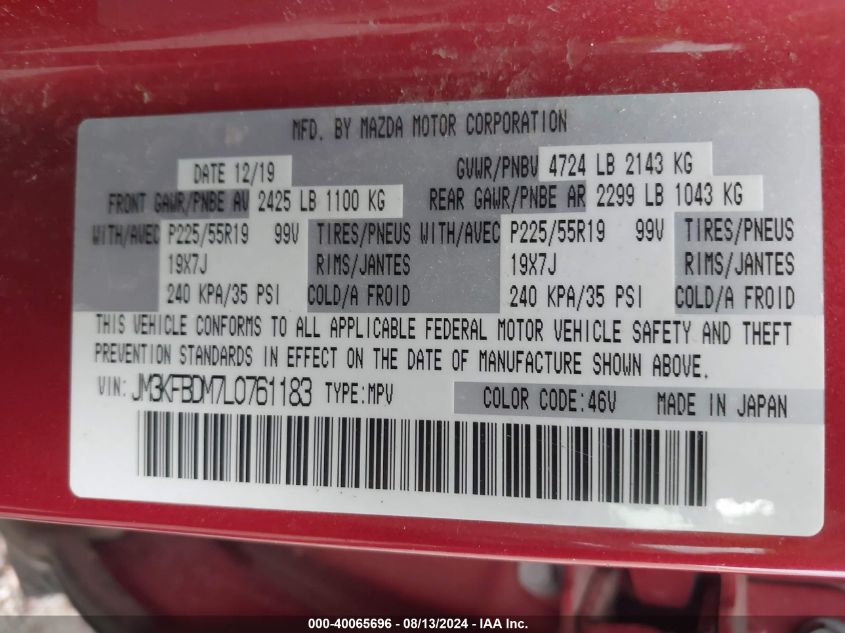 MFD. BY MAZDA MOTOR CORPORATION
DATE 12/19 GVWR/PNBV 4724 LB 2143 KG
FRONT GAWR/PNBE AV 2425 LB 1100 KG REAR GAWR/PNBE AR 2299 LB 1043 KG
WITH/AVEC P225/55R19 99V TIRES/PNEUS WITH/AVEC P225/55R19 99V TIRES/PNEUS
19X7J RIMS/JANTES 19X7J RIMS/JANTES
240 KPA/35 PSI COLD/A FROID 240 KPA/35 PSI COLD/A FROID
THIS VEHICLE CONFORMS TO ALL APPLICABLE FEDERAL MOTOR VEHICLE SAFETY AND THEFT
PREVENTION STANDARDS IN EFFECT ON THE DATE OF MANUFACTURE SHOWN ABOVE.
VIN: JM3KFBDM7L0761183 TYPE:MPV COLOR CODE:46V MADE IN JAPAN
000-40065696 - 08/13/2024 - IAA Inc.